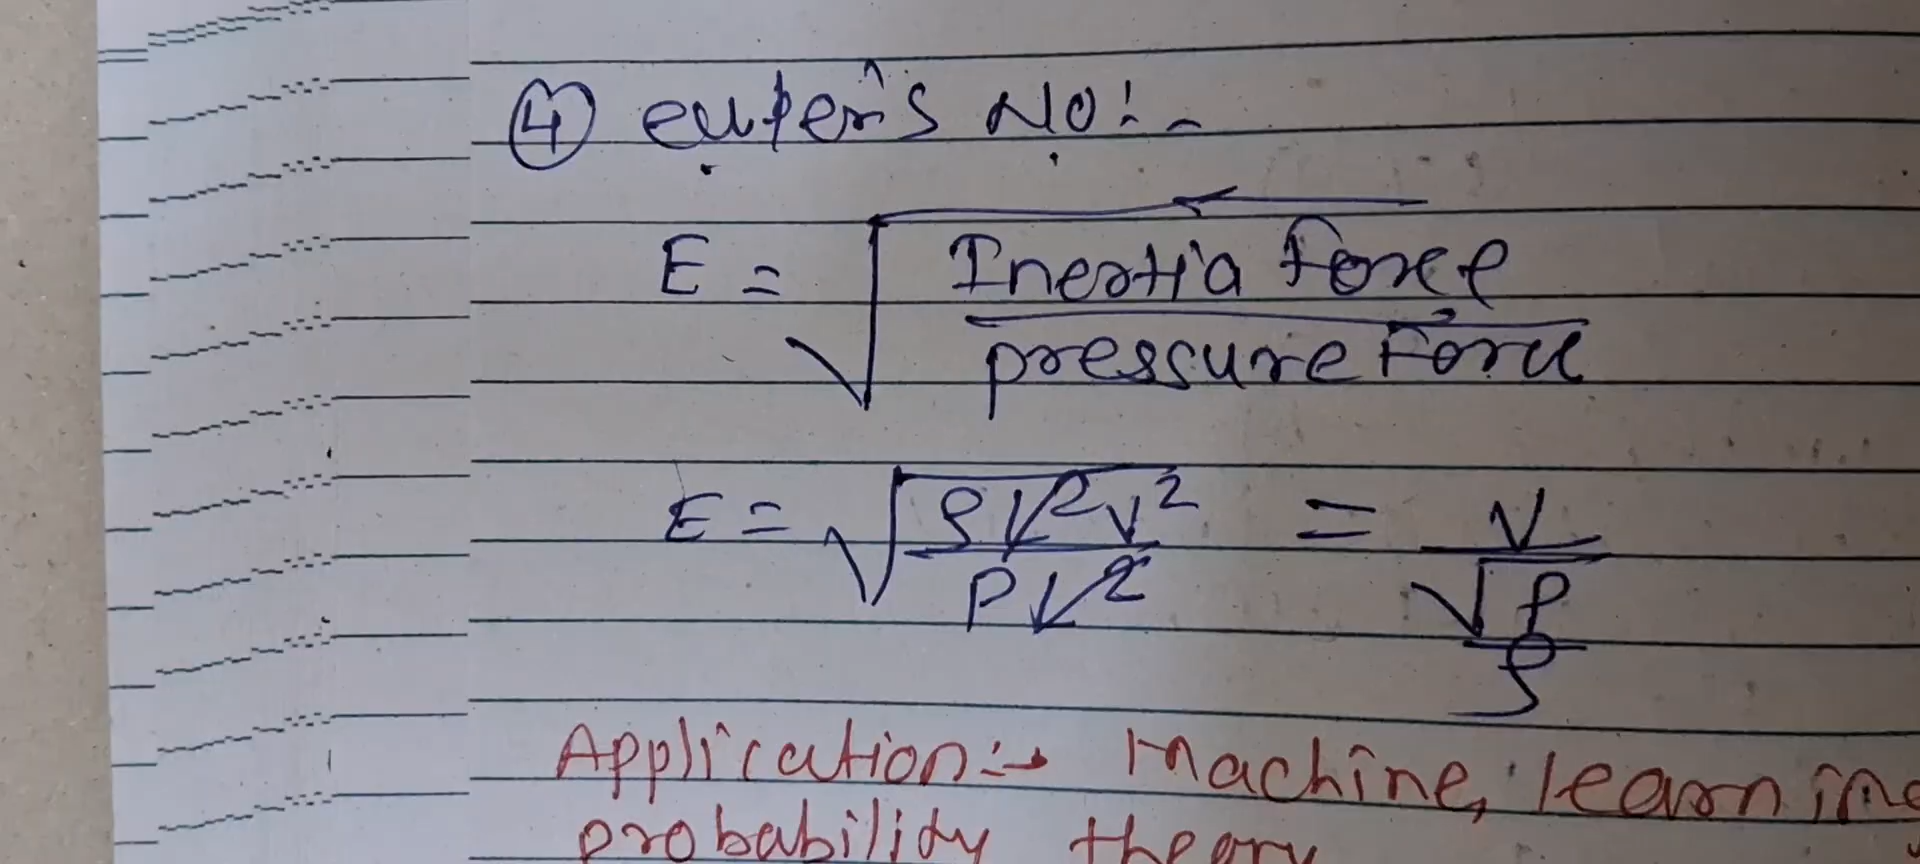 ④ euler's No:-
E = √(Inertia Force / pressure Force)
E = √(ρL²v² / PL²) = V / √(P/ρ)
Application:→ Machine, learning
probability theory